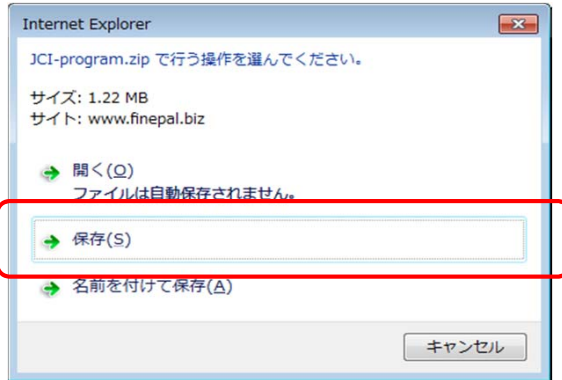 Internet Explorer
JCI-program.zip で行う操作を選んでください。
サイズ: 1.22 MB
サイト: www.finepal.biz
開く(O)
ファイルは自動保存されません。
保存(S)
名前を付けて保存(A)
キャンセル